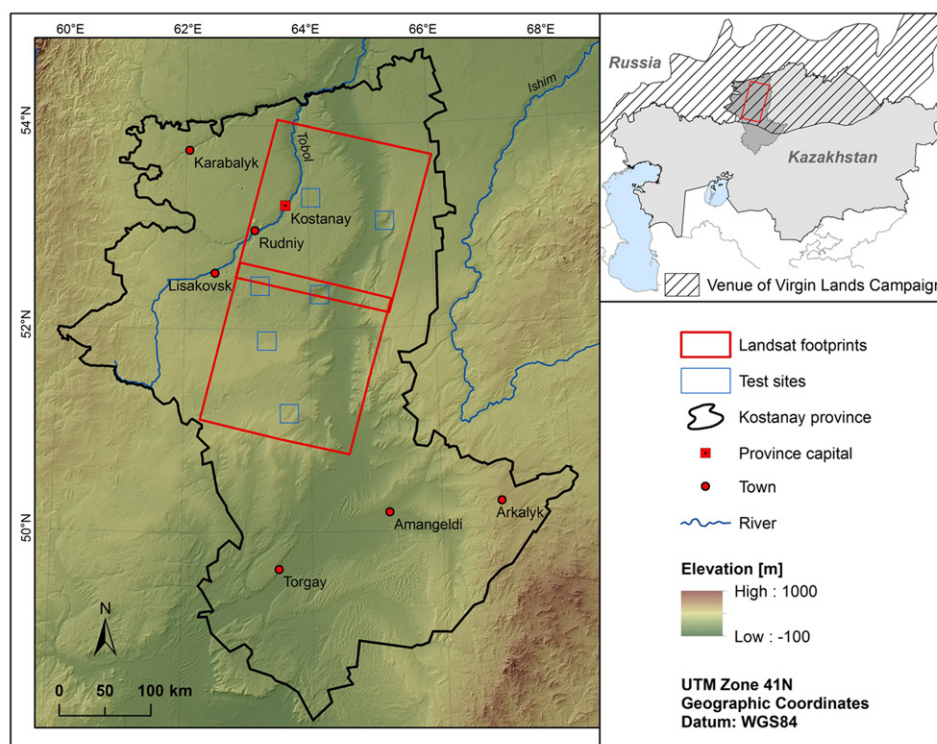 60°E
62°E
64°E
66°E
68°E
54°N
52°N
50°N
Ishim
Tobol
Karabalyk
Kostanay
Rudniy
Lisakovsk
Amangeldi
Arkalyk
Torgay
N
0 50 100 km
Russia
Kazakhstan
Venue of Virgin Lands Campaign
Landsat footprints
Test sites
Kostanay province
Province capital
Town
River
Elevation [m]
High : 1000
Low : -100
UTM Zone 41N
Geographic Coordinates
Datum: WGS84